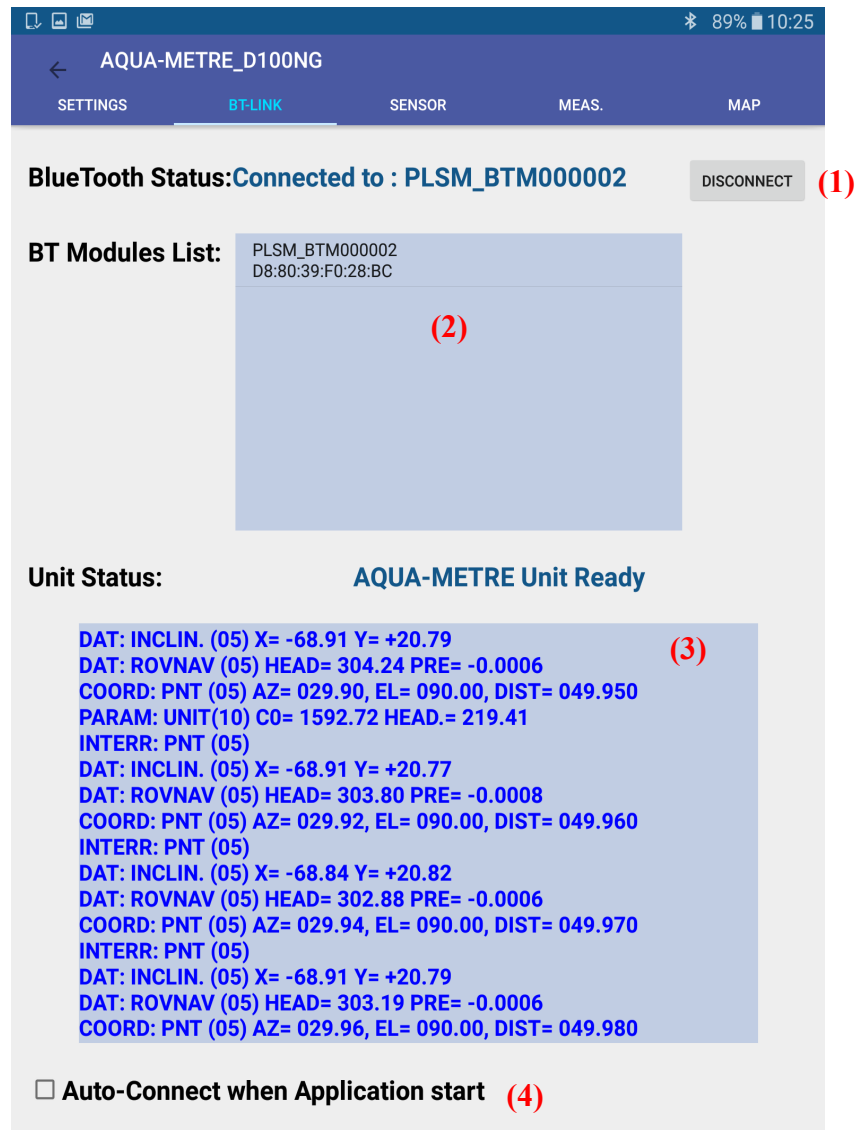 89% 10:25
AQUA-METRE_D100NG
SETTINGS BT-LINK SENSOR MEAS. MAP
BlueTooth Status:Connected to : PLSM_BTM000002 DISCONNECT (1)
BT Modules List: PLSM_BTM000002
D8:80:39:F0:28:BC
(2)
Unit Status: AQUA-METRE Unit Ready
(3)
DAT: INCLIN. (05) X= -68.91 Y= +20.79
DAT: ROVNAV (05) HEAD= 304.24 PRE= -0.0006
COORD: PNT (05) AZ= 029.90, EL= 090.00, DIST= 049.950
PARAM: UNIT(10) C0= 1592.72 HEAD.= 219.41
INTERR: PNT (05)
DAT: INCLIN. (05) X= -68.91 Y= +20.77
DAT: ROVNAV (05) HEAD= 303.80 PRE= -0.0008
COORD: PNT (05) AZ= 029.92, EL= 090.00, DIST= 049.960
INTERR: PNT (05)
DAT: INCLIN. (05) X= -68.84 Y= +20.82
DAT: ROVNAV (05) HEAD= 302.88 PRE= -0.0006
COORD: PNT (05) AZ= 029.94, EL= 090.00, DIST= 049.970
INTERR: PNT (05)
DAT: INCLIN. (05) X= -68.91 Y= +20.79
DAT: ROVNAV (05) HEAD= 303.19 PRE= -0.0006
COORD: PNT (05) AZ= 029.96, EL= 090.00, DIST= 049.980
Auto-Connect when Application start (4)